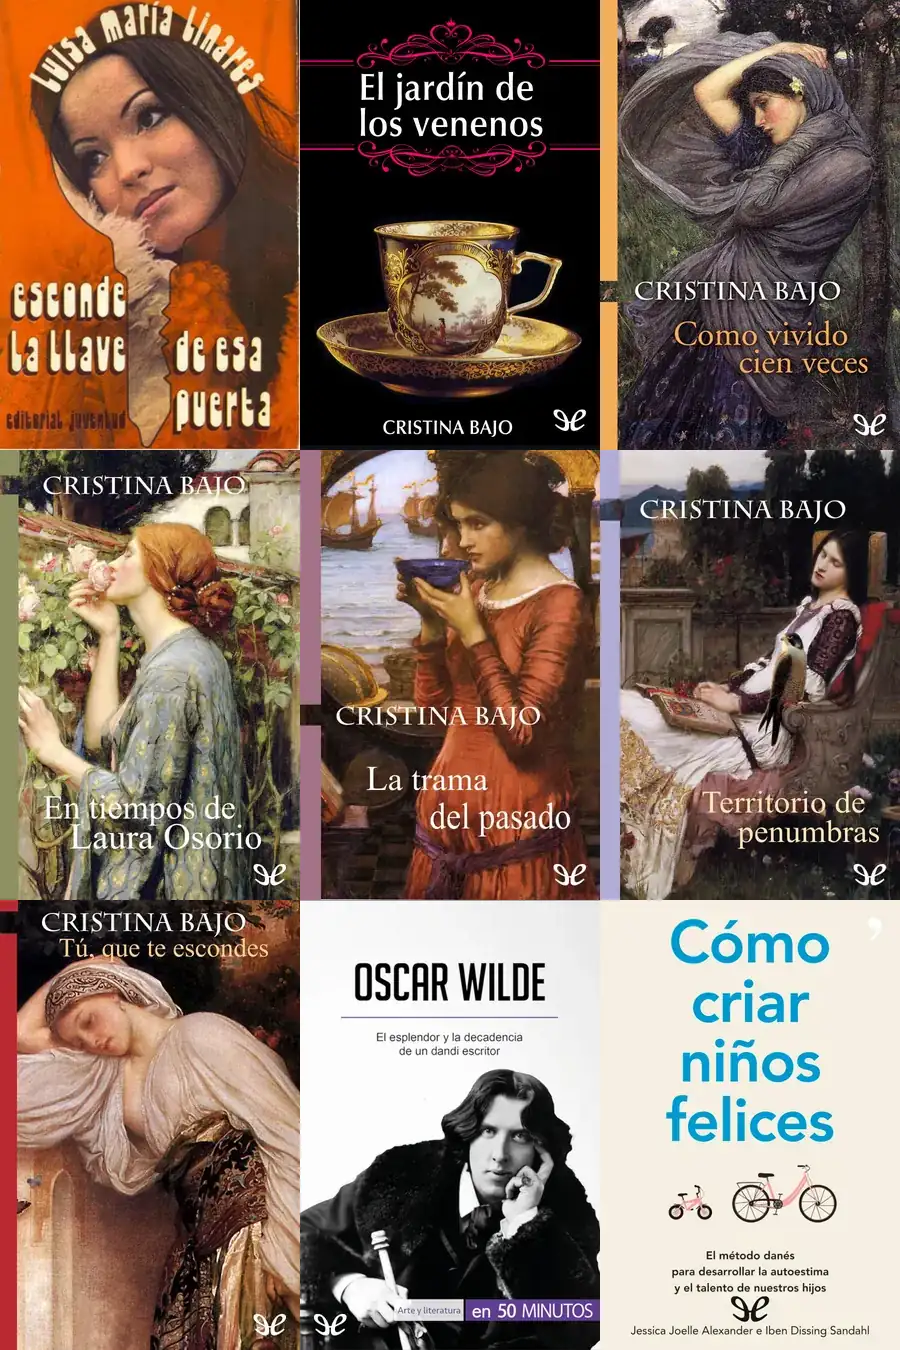 Luisa María Linares
esconde
la llave
de esa
puerta
editorial juventud
El jardín de
los venenos
CRISTINA BAJO
CRISTINA BAJO
Como vivido
cien veces
CRISTINA BAJO
En tiempos de
Laura Osorio
CRISTINA BAJO
La trama
del pasado
CRISTINA BAJO
Territorio de
penumbras
CRISTINA BAJO
Tú, que te escondes
OSCAR WILDE
El esplendor y la decadencia
de un dandi escritor
Arte y literatura
en 50 MINUTOS
Cómo
criar
niños
felices
El método danés
para desarrollar la autoestima
y el talento de nuestros hijos
Jessica Joelle Alexander e Iben Dissing Sandahl